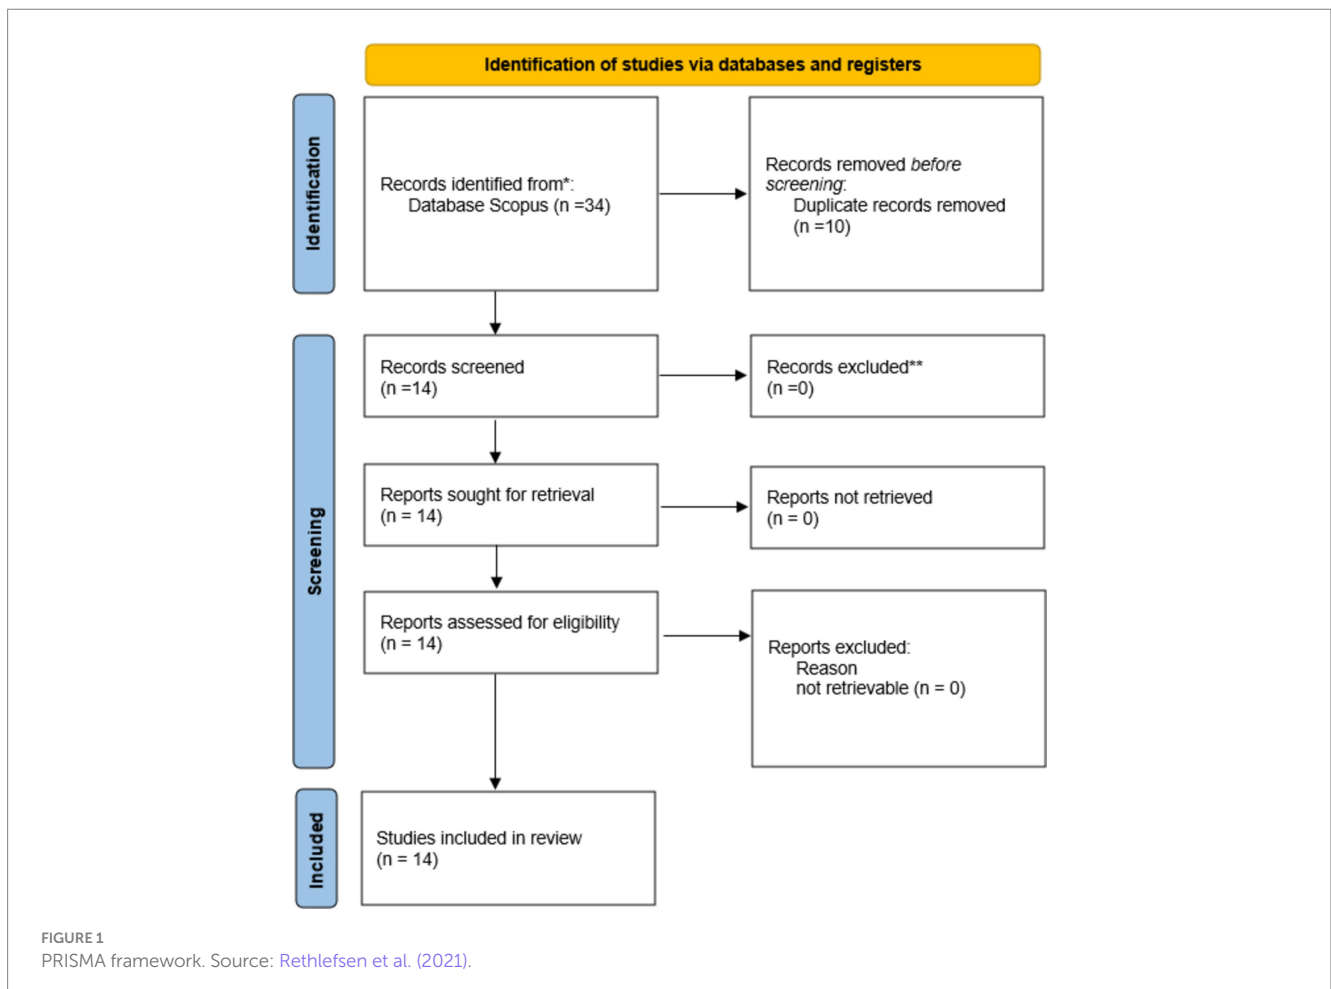 Identification of studies via databases and registers
Identification
Records identified from*:
Database Scopus (n =34)
Records removed before
screening:
Duplicate records removed
(n =10)
Screening
Records screened
(n =14)
Records excluded**
(n =0)
Reports sought for retrieval
(n = 14)
Reports not retrieved
(n = 0)
Reports assessed for eligibility
(n = 14)
Reports excluded:
Reason
not retrievable (n = 0)
Included
Studies included in review
(n = 14)
FIGURE 1
PRISMA framework. Source: Rethlefsen et al. (2021).